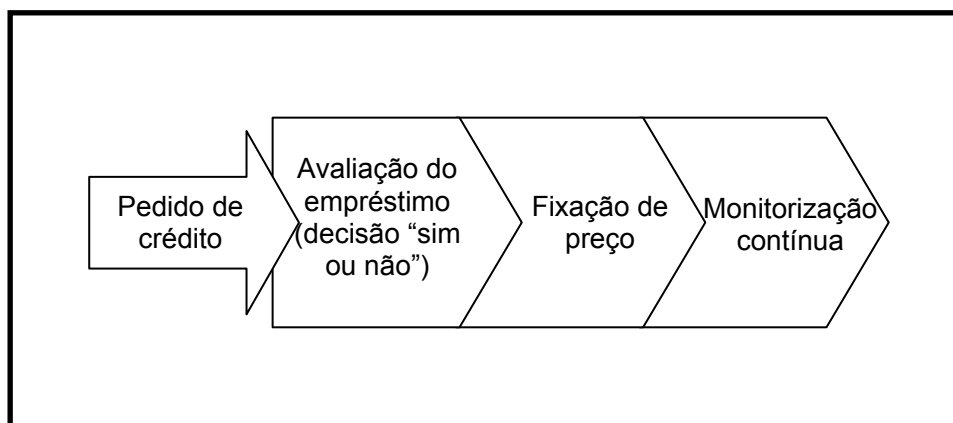 Pedido de
crédito
Avaliação do
empréstimo
(decisão “sim
ou não”)
Fixação de
preço
Monitorização
contínua